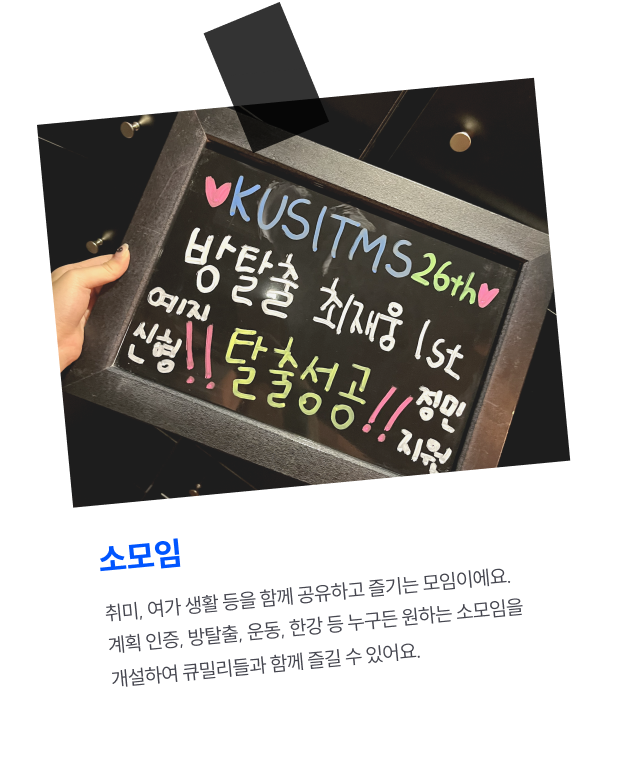 KUSITMS 26th
방탈출 최재웅 1st
예지
신형 !! 탈출성공 !! 정민
지원
소모임
취미, 여가 생활 등을 함께 공유하고 즐기는 모임이에요.
계획 인증, 방탈출, 운동, 한강 등 누구든 원하는 소모임을
개설하여 큐밀리들과 함께 즐길 수 있어요.